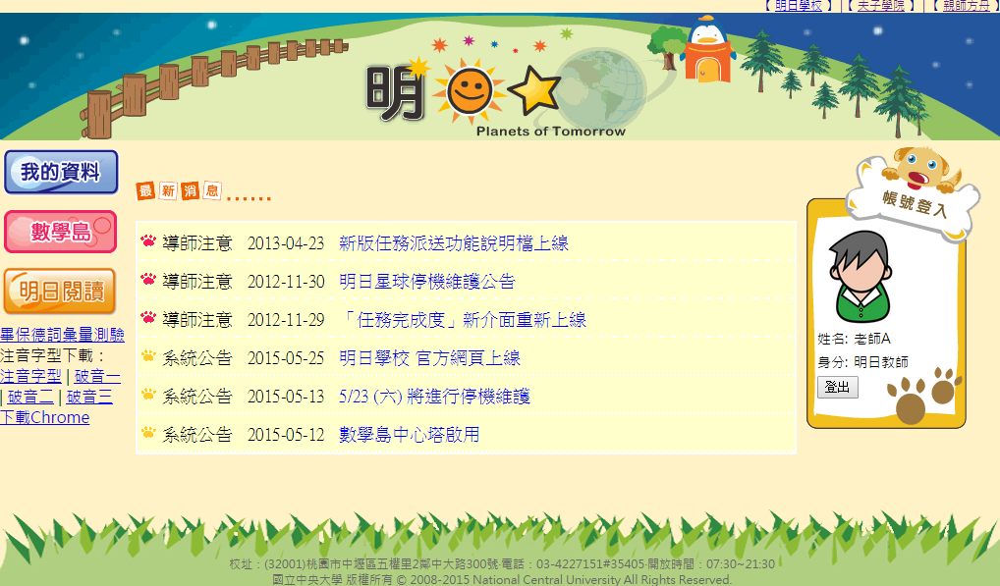 【 明日學校 】 |【 夫子學院 】 |【 親師方舟 】
明
Planets of Tomorrow
我的資料
數學島
明日閱讀
畢保德詞彙量測驗
注音字型下載：
注音字型 | 破音一
| 破音二 | 破音三
下載Chrome
最新消息......
導師注意 2013-04-23 新版任務派送功能說明檔上線
導師注意 2012-11-30 明日星球停機維護公告
導師注意 2012-11-29 「任務完成度」新介面重新上線
系統公告 2015-05-25 明日學校 官方網頁上線
系統公告 2015-05-13 5/23 (六) 將進行停機維護
系統公告 2015-05-12 數學島中心塔啟用
帳號登入
姓名: 老師A
身分: 明日教師
登出
校址：(32001)桃園市中壢區五權里2鄰中大路300號·電話：03-4227151#35405·開放時間：07:30~21:30
國立中央大學 版權所有 © 2008-2015 National Central University All Rights Reserved.